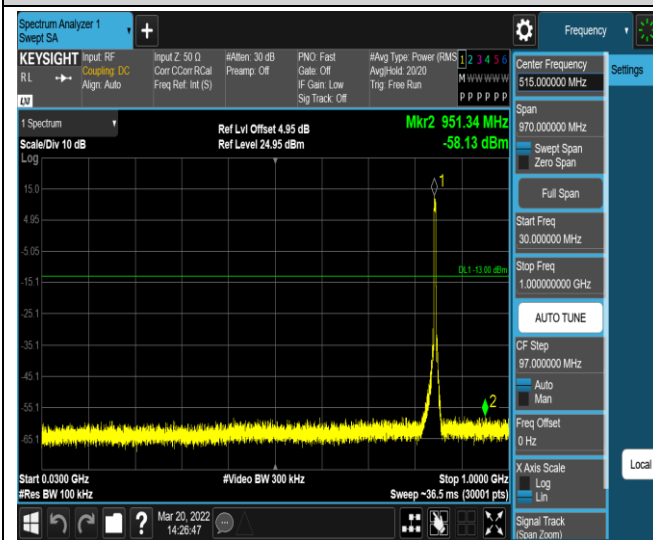 Spectrum Analyzer 1
Swept SA
+
Frequency
KEYSIGHT
R L
LXI
Input: RF
Coupling: DC
Align: Auto
Input Z: 50 Ω
Corr CCorr RCal
Freq Ref: Int (S)
#Atten: 30 dB
Preamp: Off
PNO: Fast
Gate: Off
IF Gain: Low
Sig Track: Off
#Avg Type: Power (RMS
Avg|Hold: 20/20
Trig: Free Run
1 2 3 4 5 6
M W W W W W
P P P P P P
1 Spectrum
Scale/Div 10 dB
Log
Ref Lvl Offset 4.95 dB
Ref Level 24.95 dBm
Mkr2 951.34 MHz
-58.13 dBm
15.0
4.95
-5.05
-15.1
-25.1
-35.1
-45.1
-55.1
-65.1
1
DL1 -13.00 dBm
2
Start 0.0300 GHz
#Res BW 100 kHz
#Video BW 300 kHz
Stop 1.0000 GHz
Sweep ~36.5 ms (30001 pts)
?
Mar 20, 2022
14:26:47
Center Frequency
515.000000 MHz
Settings
Span
970.000000 MHz
Swept Span
Zero Span
Full Span
Start Freq
30.000000 MHz
Stop Freq
1.000000000 GHz
AUTO TUNE
CF Step
97.000000 MHz
Auto
Man
Freq Offset
0 Hz
X Axis Scale
Log
Lin
Local
Signal Track
(Span Zoom)